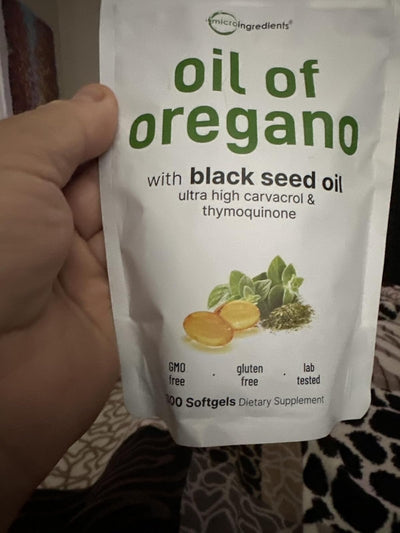 microingredients®
oil of
oregano
with black seed oil
ultra high carvacrol &
thymoquinone
GMO free · gluten free · lab tested
Softgels Dietary Supplement